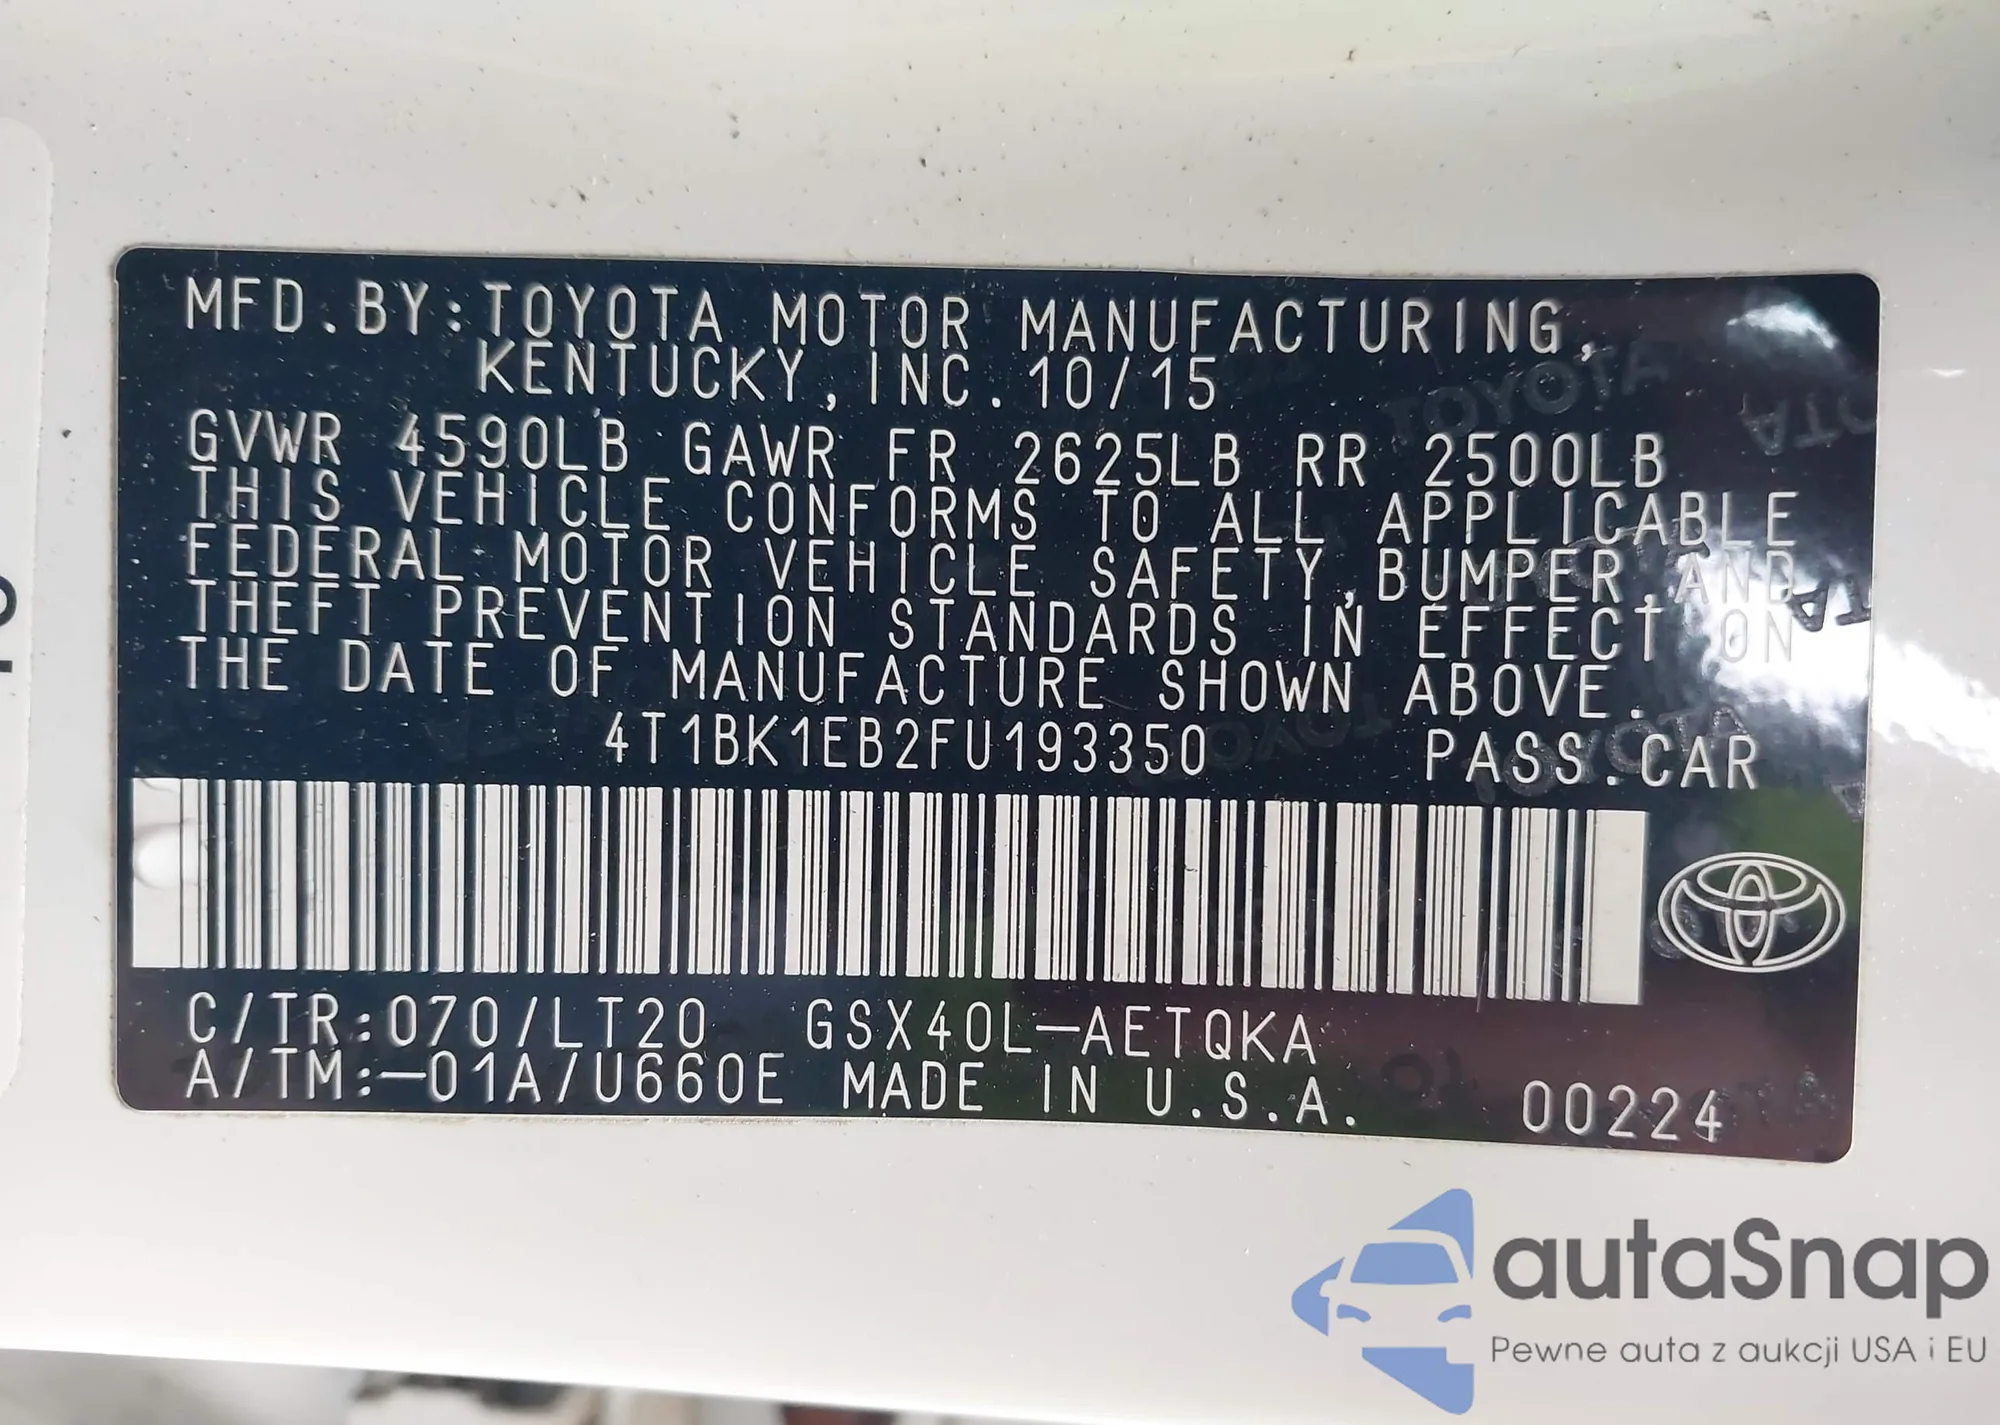 MFD.BY:TOYOTA MOTOR MANUFACTURING,
KENTUCKY,INC.10/15
GVWR 4590LB GAWR FR 2625LB RR 2500LB
THIS VEHICLE CONFORMS TO ALL APPLICABLE
FEDERAL MOTOR VEHICLE SAFETY,BUMPER,AND
THEFT PREVENTION STANDARDS IN EFFECT ON
THE DATE OF MANUFACTURE SHOWN ABOVE.
4T1BK1EB2FU193350 PASS.CAR
C/TR:070/LT20 GSX40L-AETQKA
A/TM:-01A/U660E MADE IN U.S.A. 00224
autaSnap
Pewne auta z aukcji USA i EU